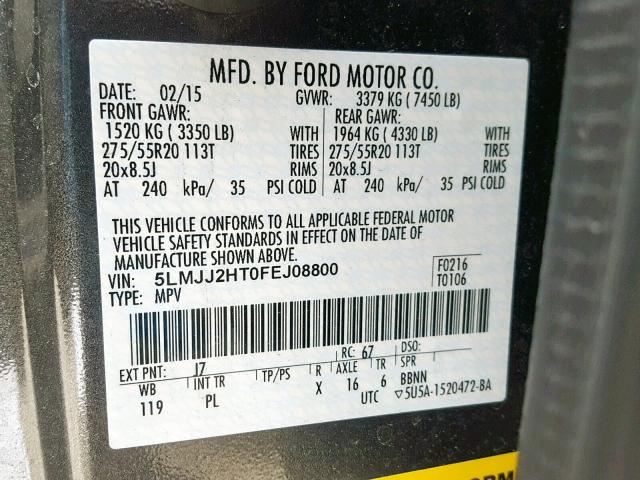 MFD. BY FORD MOTOR CO.
DATE: 02/15 GVWR: 3379 KG ( 7450 LB)
FRONT GAWR: REAR GAWR:
1520 KG ( 3350 LB) WITH 1964 KG ( 4330 LB) WITH
275/55R20 113T TIRES 275/55R20 113T TIRES
20x8.5J RIMS 20x8.5J RIMS
AT 240 kPa/ 35 PSI COLD AT 240 kPa/ 35 PSI COLD
THIS VEHICLE CONFORMS TO ALL APPLICABLE FEDERAL MOTOR
VEHICLE SAFETY STANDARDS IN EFFECT ON THE DATE OF
MANUFACTURE SHOWN ABOVE.
VIN: 5LMJJ2HT0FEJ08800 F0216
TYPE: MPV T0106
EXT PNT: J7 RC: 67 DSO:
WB INT TR TP/PS R AXLE TR SPR
119 PL X 16 6 BBNN
UTC ▽5U5A-1520472-BA